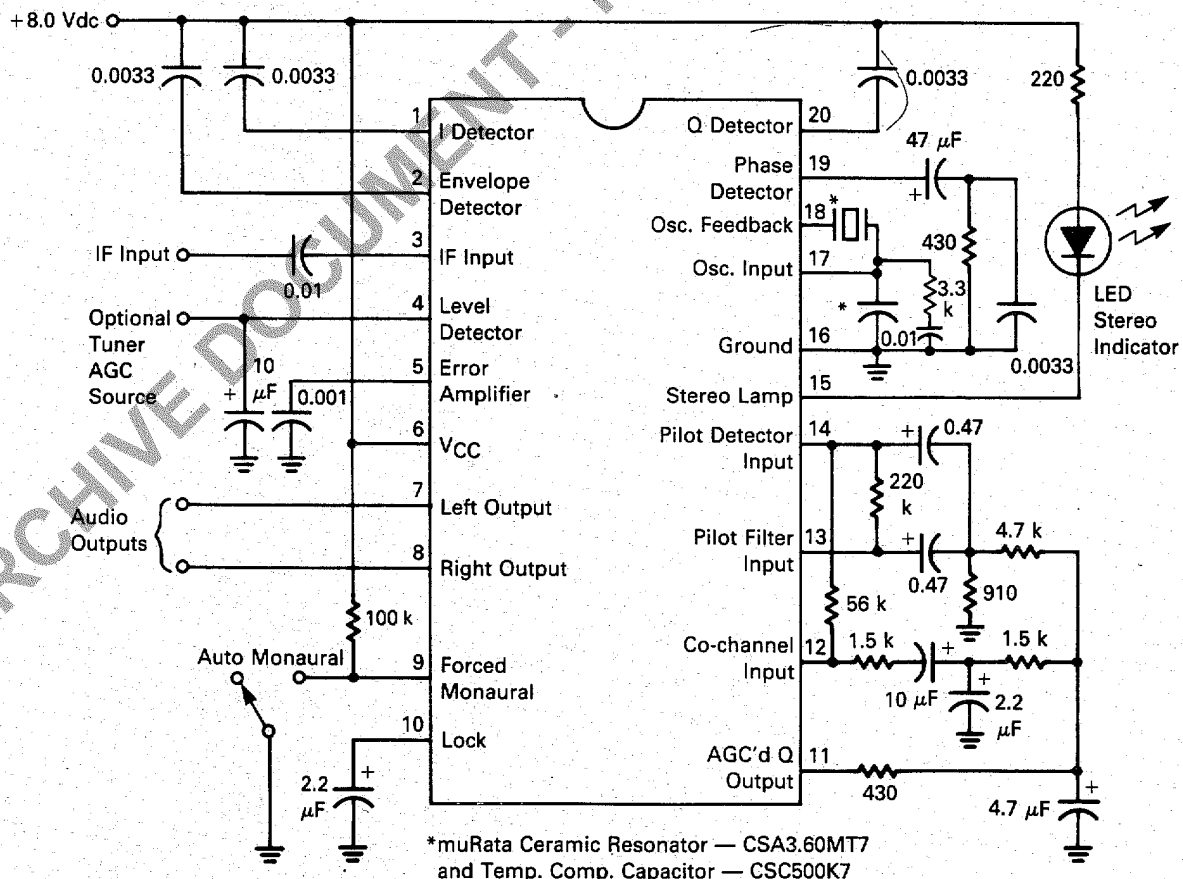 +8.0 Vdc
0.0033
0.0033
0.0033
220
1
I Detector
Q Detector
20
2
Envelope
Detector
Phase
Detector
19
47 μF
+
IF Input
0.01
3
IF Input
Osc. Feedback
18
*
430
Osc. Input
17
3.3
k
*
0.01
LED
Stereo
Indicator
Optional
Tuner
AGC
Source
4
Level
Detector
10
μF
+
Ground
16
0.0033
5
Error
Amplifier
0.001
Stereo Lamp
15
6
VCC
Pilot Detector
Input
14
+
0.47
220
k
Audio
Outputs
7
Left Output
8
Right Output
Pilot Filter
Input
13
+
0.47
4.7 k
910
100 k
56 k
Auto Monaural
9
Forced
Monaural
Co-channel
Input
12
1.5 k
+
10 μF
1.5 k
+
2.2
μF
10
Lock
2.2
μF
+
AGC'd Q
Output
11
430
+
4.7 μF
*muRata Ceramic Resonator — CSA3.60MT7
and Temp. Comp. Capacitor — CSC500K7
ARCHIVE DOCUMENT -